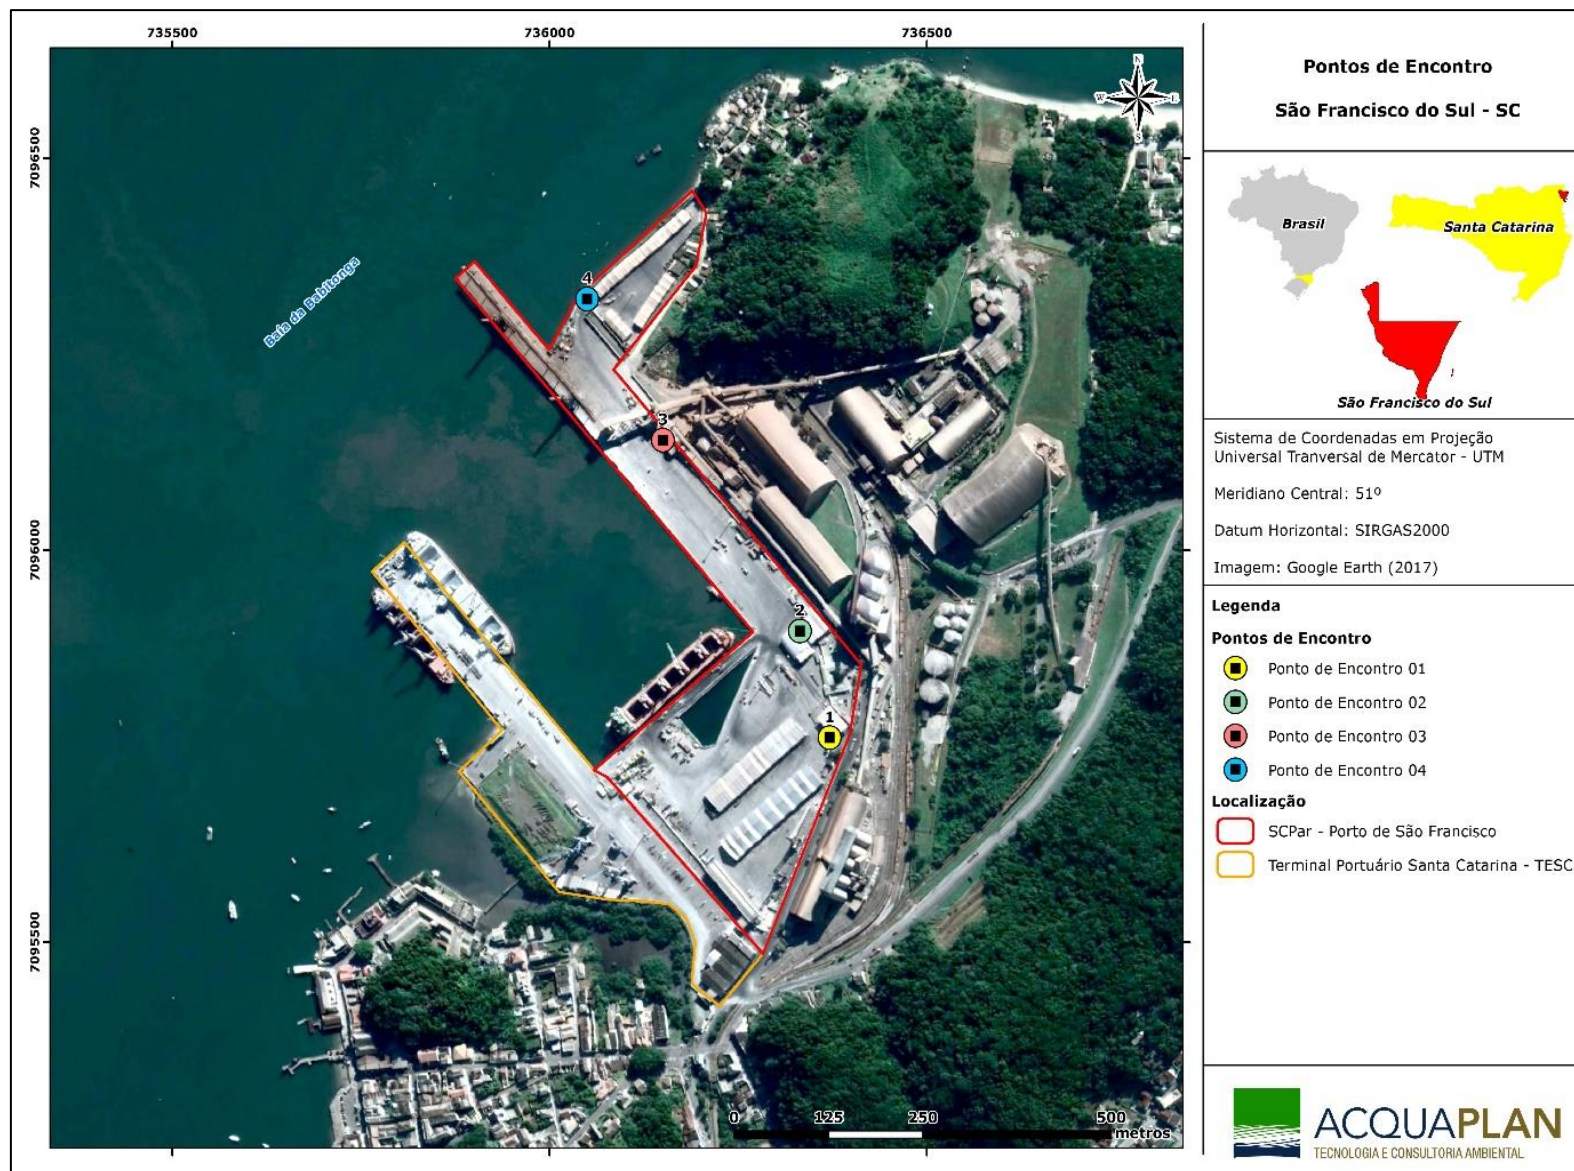 735500
736000
736500
7096500
7096000
7095500
Baía da Babitonga
N
W
E
S
4
3
2
1
0
125
250
500
metros
Pontos de Encontro
São Francisco do Sul - SC
Brasil
Santa Catarina
São Francisco do Sul
Sistema de Coordenadas em Projeção
Universal Tranversal de Mercator - UTM
Meridiano Central: 51º
Datum Horizontal: SIRGAS2000
Imagem: Google Earth (2017)
Legenda
Pontos de Encontro
Ponto de Encontro 01
Ponto de Encontro 02
Ponto de Encontro 03
Ponto de Encontro 04
Localização
SCPar - Porto de São Francisco
Terminal Portuário Santa Catarina - TESC
ACQUAPLAN
TECNOLOGIA E CONSULTORIA AMBIENTAL